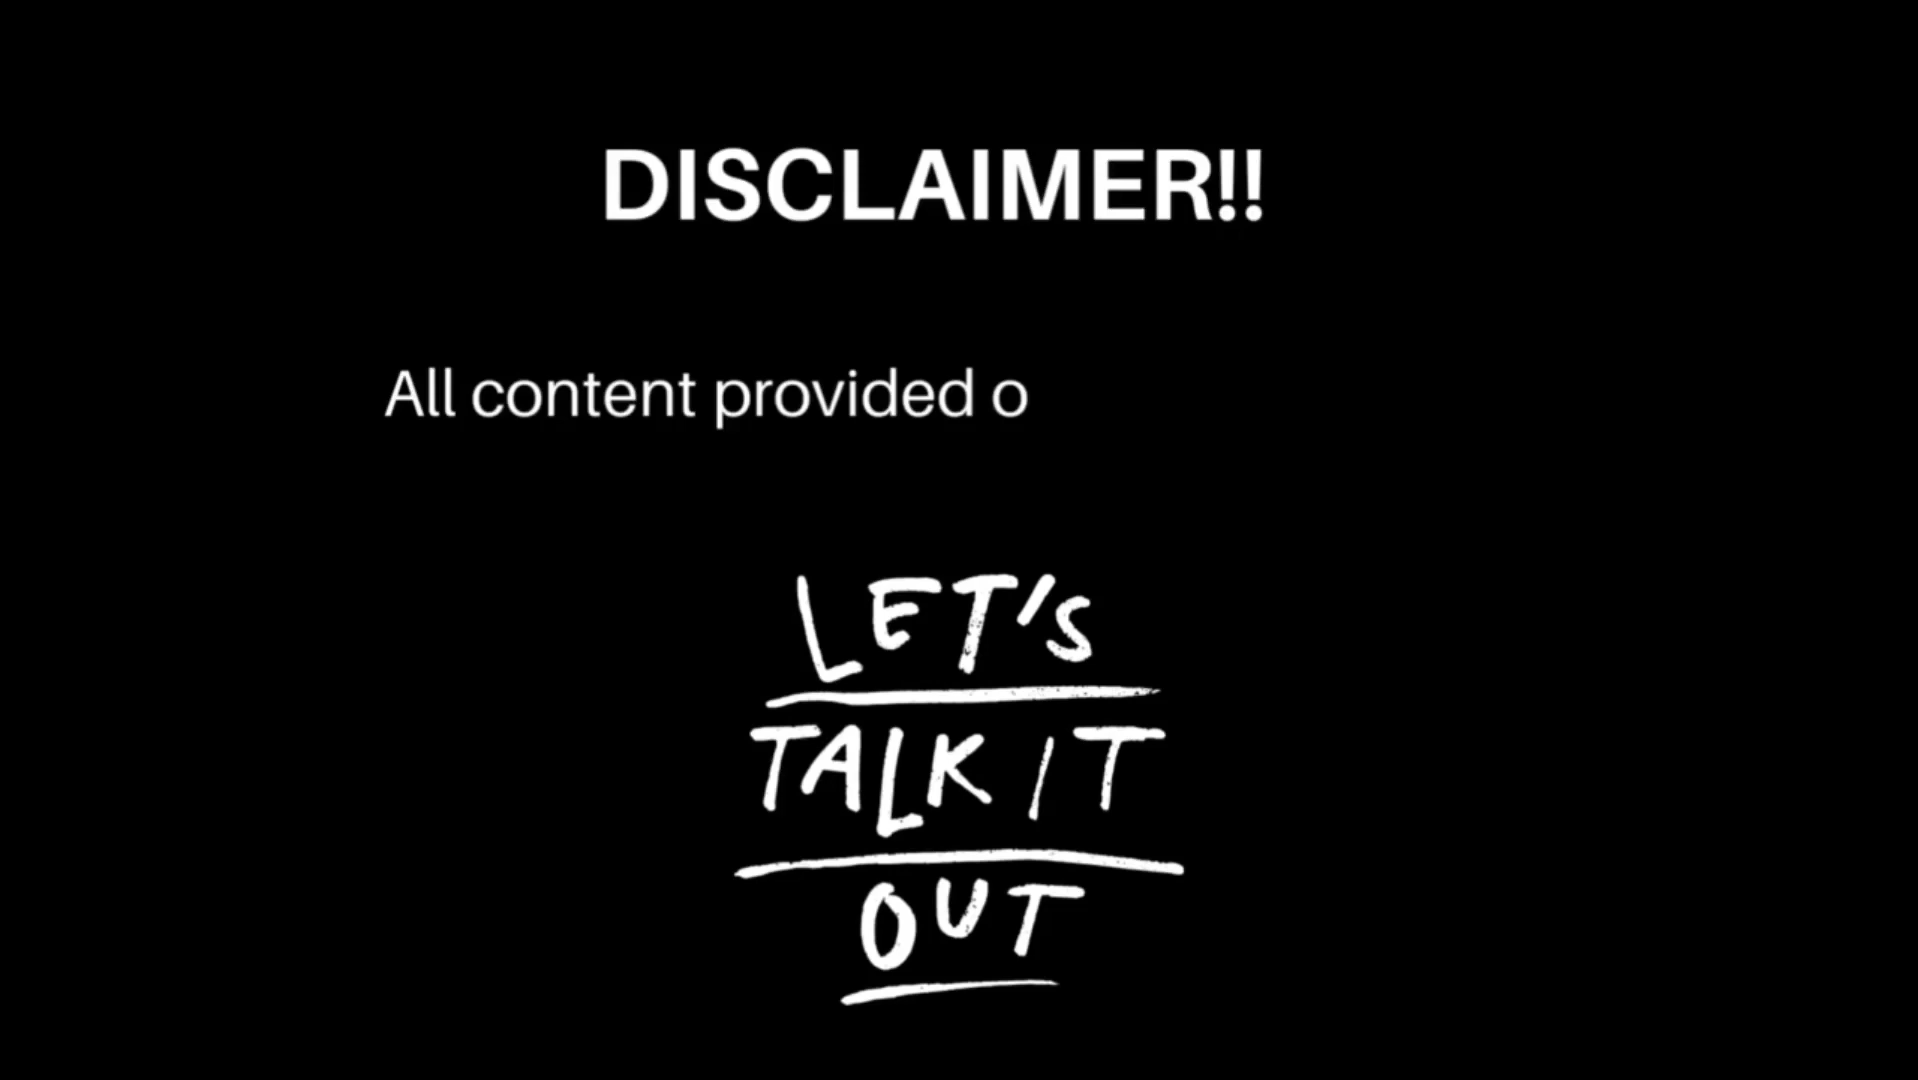 DISCLAIMER!!
All content provided o
LET'S
TALK IT
OUT